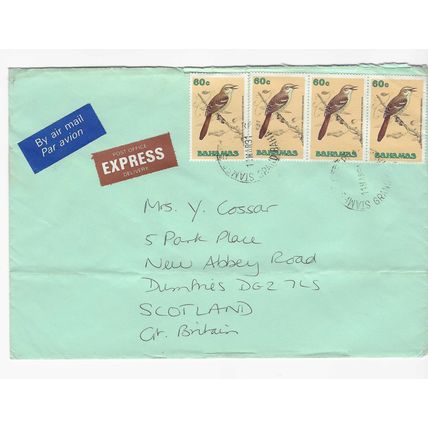 60c 60c 60c 60c
BAHAMAS BAHAMAS BAHAMAS BAHAMAS
By air mail
Par avion
POST OFFICE
EXPRESS
DELIVERY
Mrs. Y. Cossar
5 Park Place
New Abbey Road
Dumfries DG2 7LS
SCOTLAND
Gt. Britain